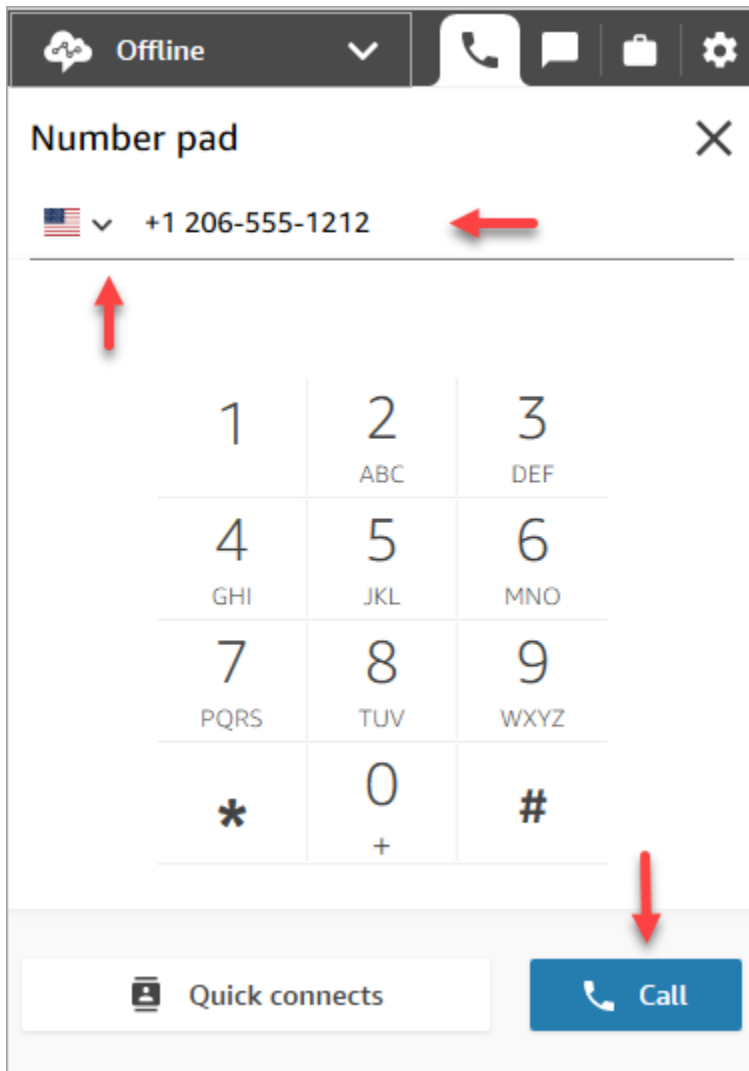 Offline
Number pad
+1 206-555-1212
1 2 3
ABC DEF
4 5 6
GHI JKL MNO
7 8 9
PQRS TUV WXYZ
* 0 #
+
Quick connects Call